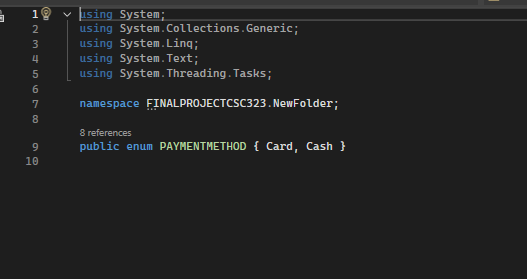 1 using System;
2 using System.Collections.Generic;
3 using System.Linq;
4 using System.Text;
5 using System.Threading.Tasks;
6
7 namespace FINALPROJECTCSC323.NewFolder;
8
8 references
9 public enum PAYMENTMETHOD { Card, Cash }
10